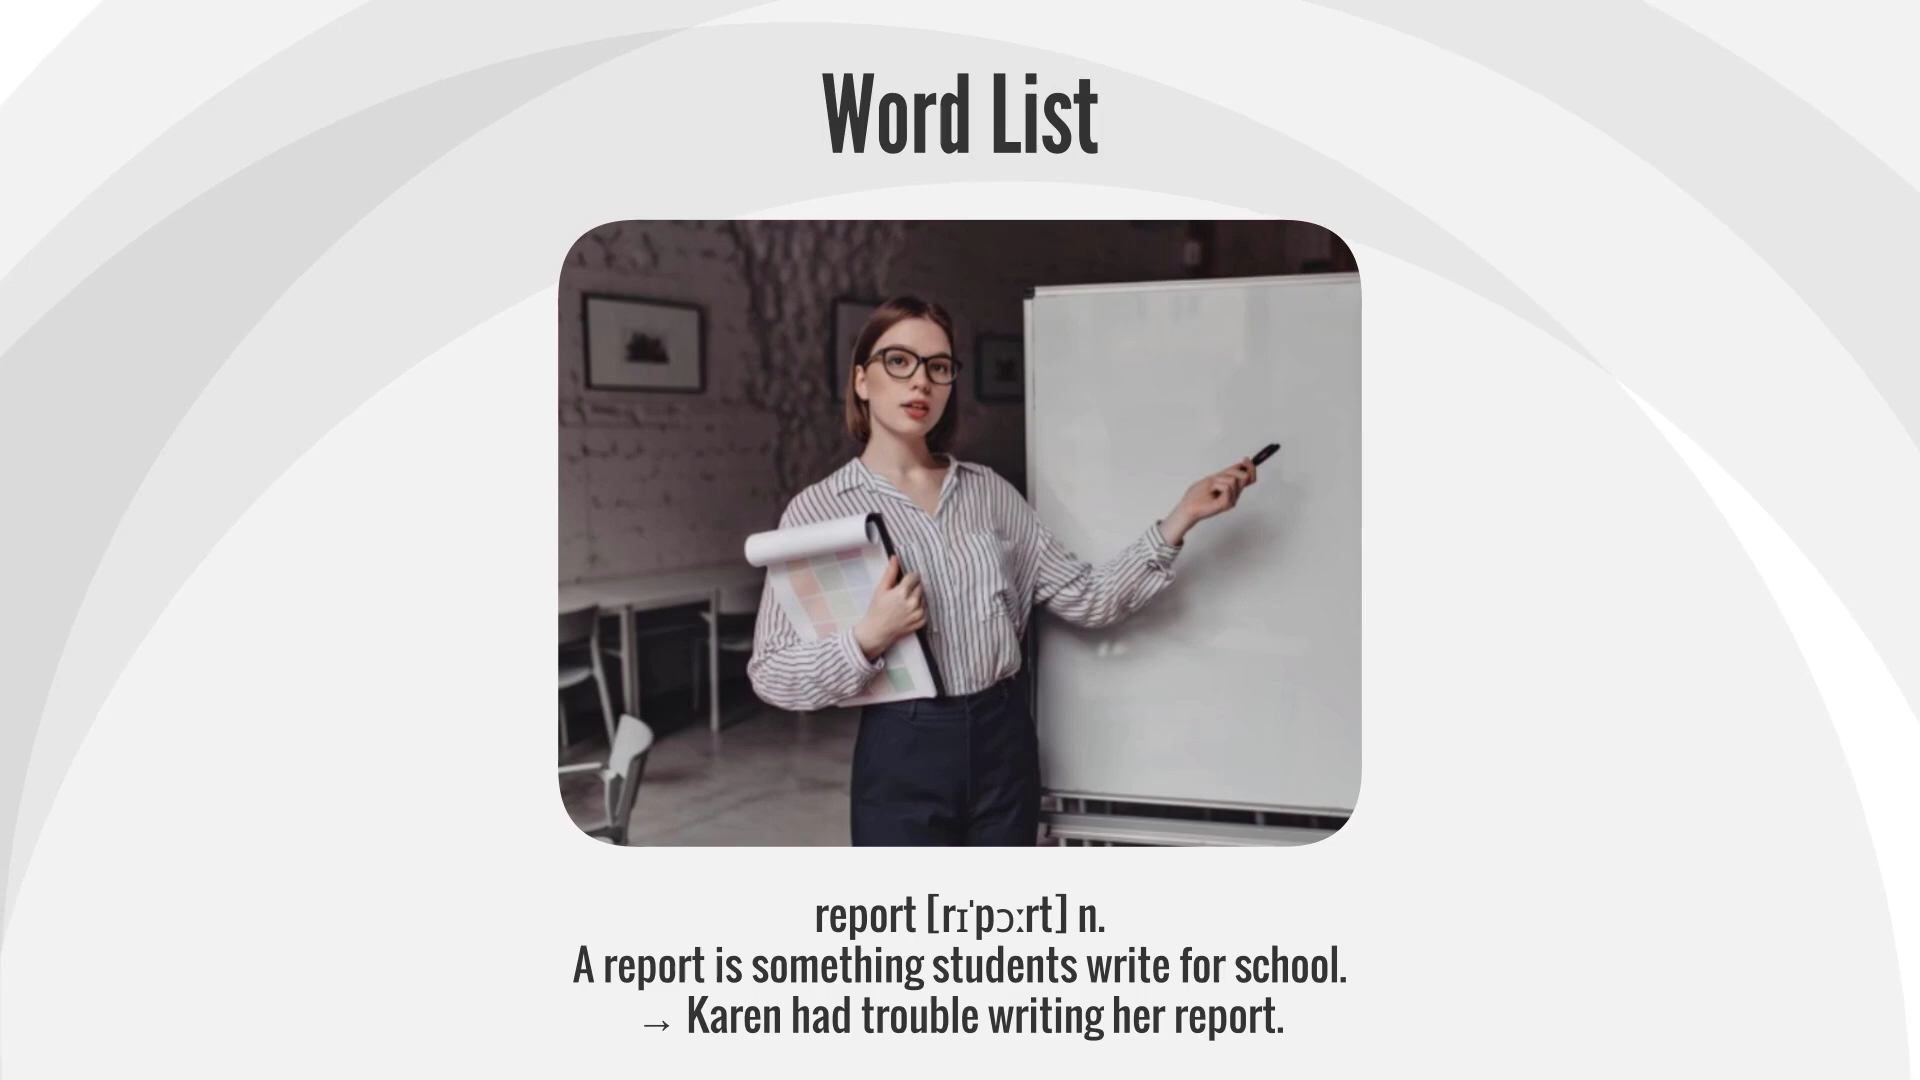 Word List
report [rɪˈpɔːrt] n.
A report is something students write for school.
→ Karen had trouble writing her report.